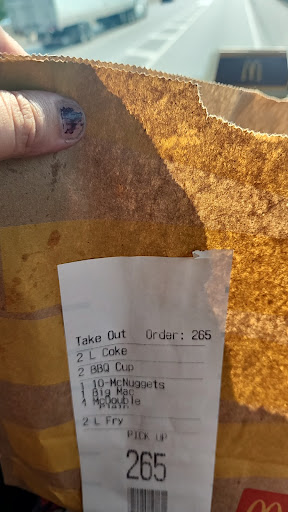 Take Out Order: 265
2 L Coke
2 BBQ Cup
1 10-McNuggets
1 Big Mac
4 McDouble
Plain
2 L Fry
PICK UP
265